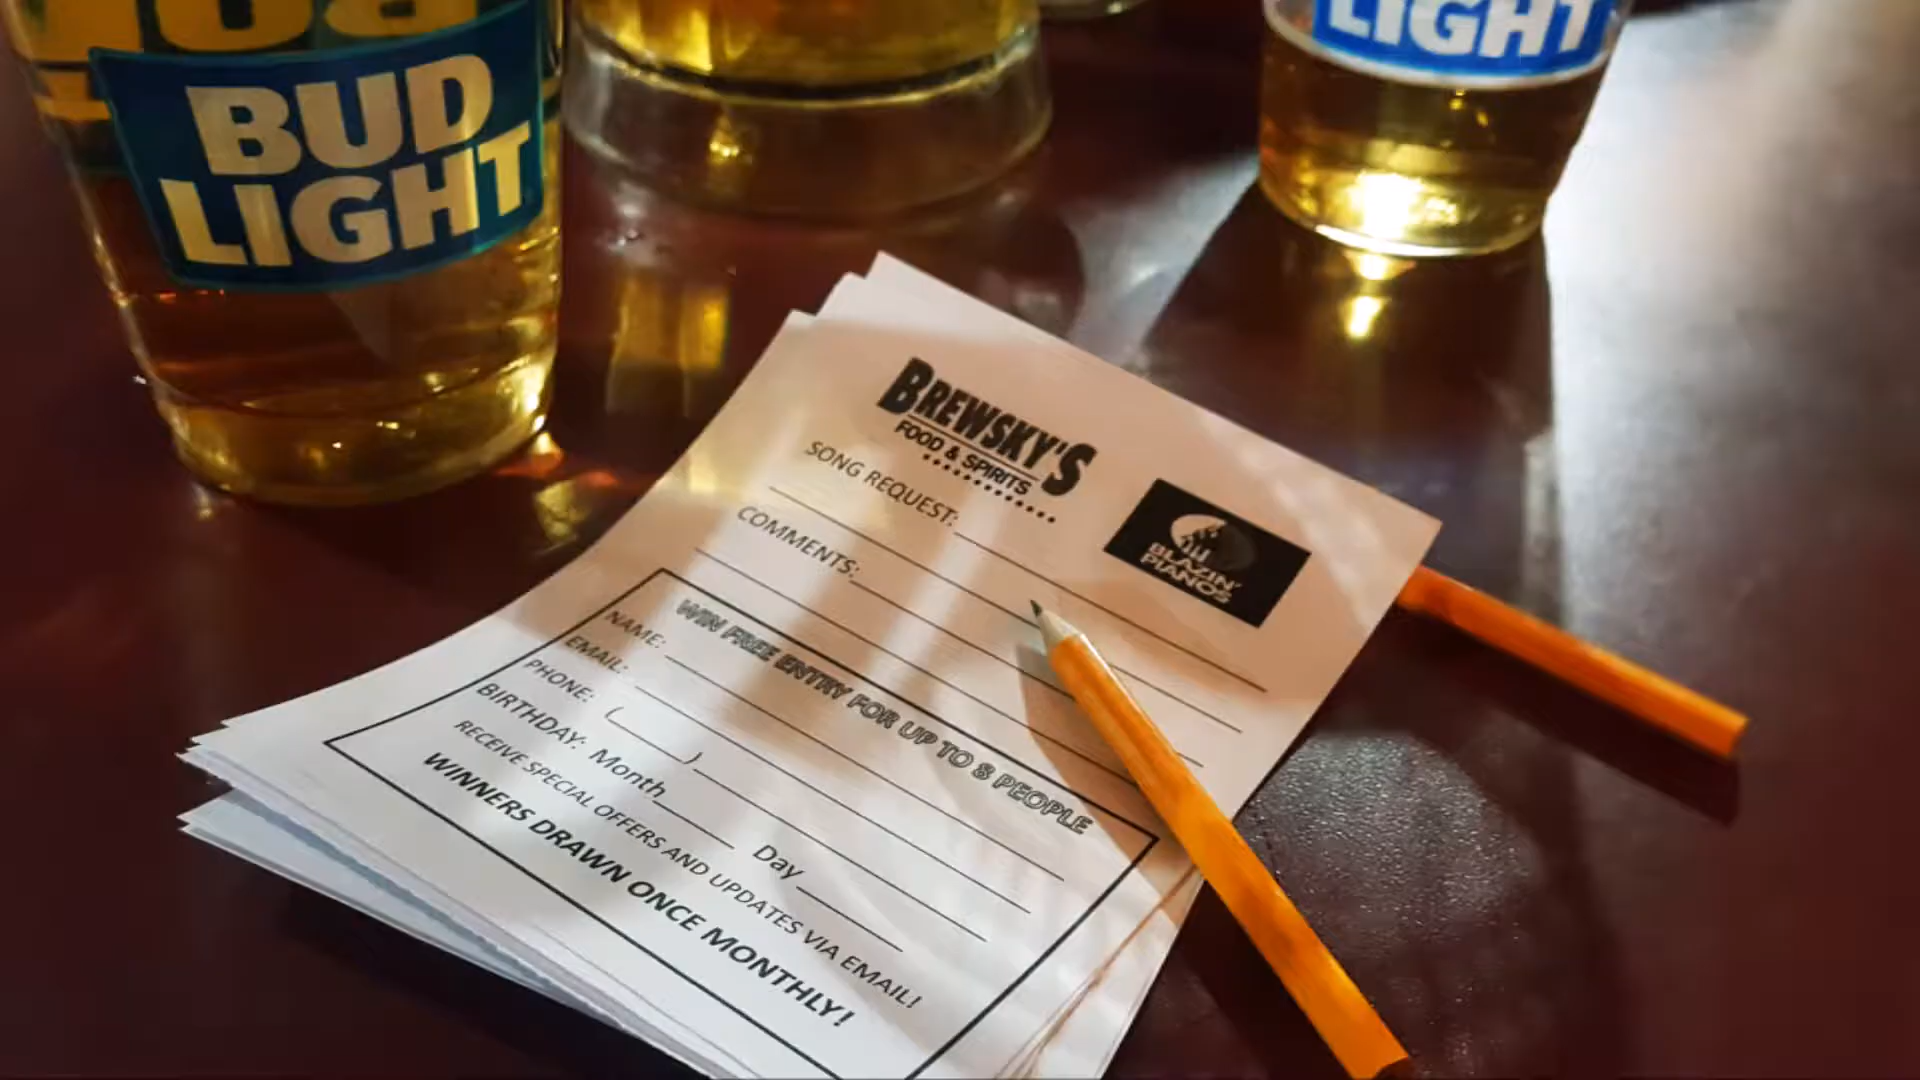 BUD
LIGHT
LIGHT
BREWSKY'S
FOOD & SPIRITS
SONG REQUEST:
COMMENTS:
BLAZIN'
PIANOS
WIN FREE ENTRY FOR UP TO 8 PEOPLE
NAME:
EMAIL:
PHONE: ( )
BIRTHDAY: Month Day
RECEIVE SPECIAL OFFERS AND UPDATES VIA EMAIL!
WINNERS DRAWN ONCE MONTHLY!